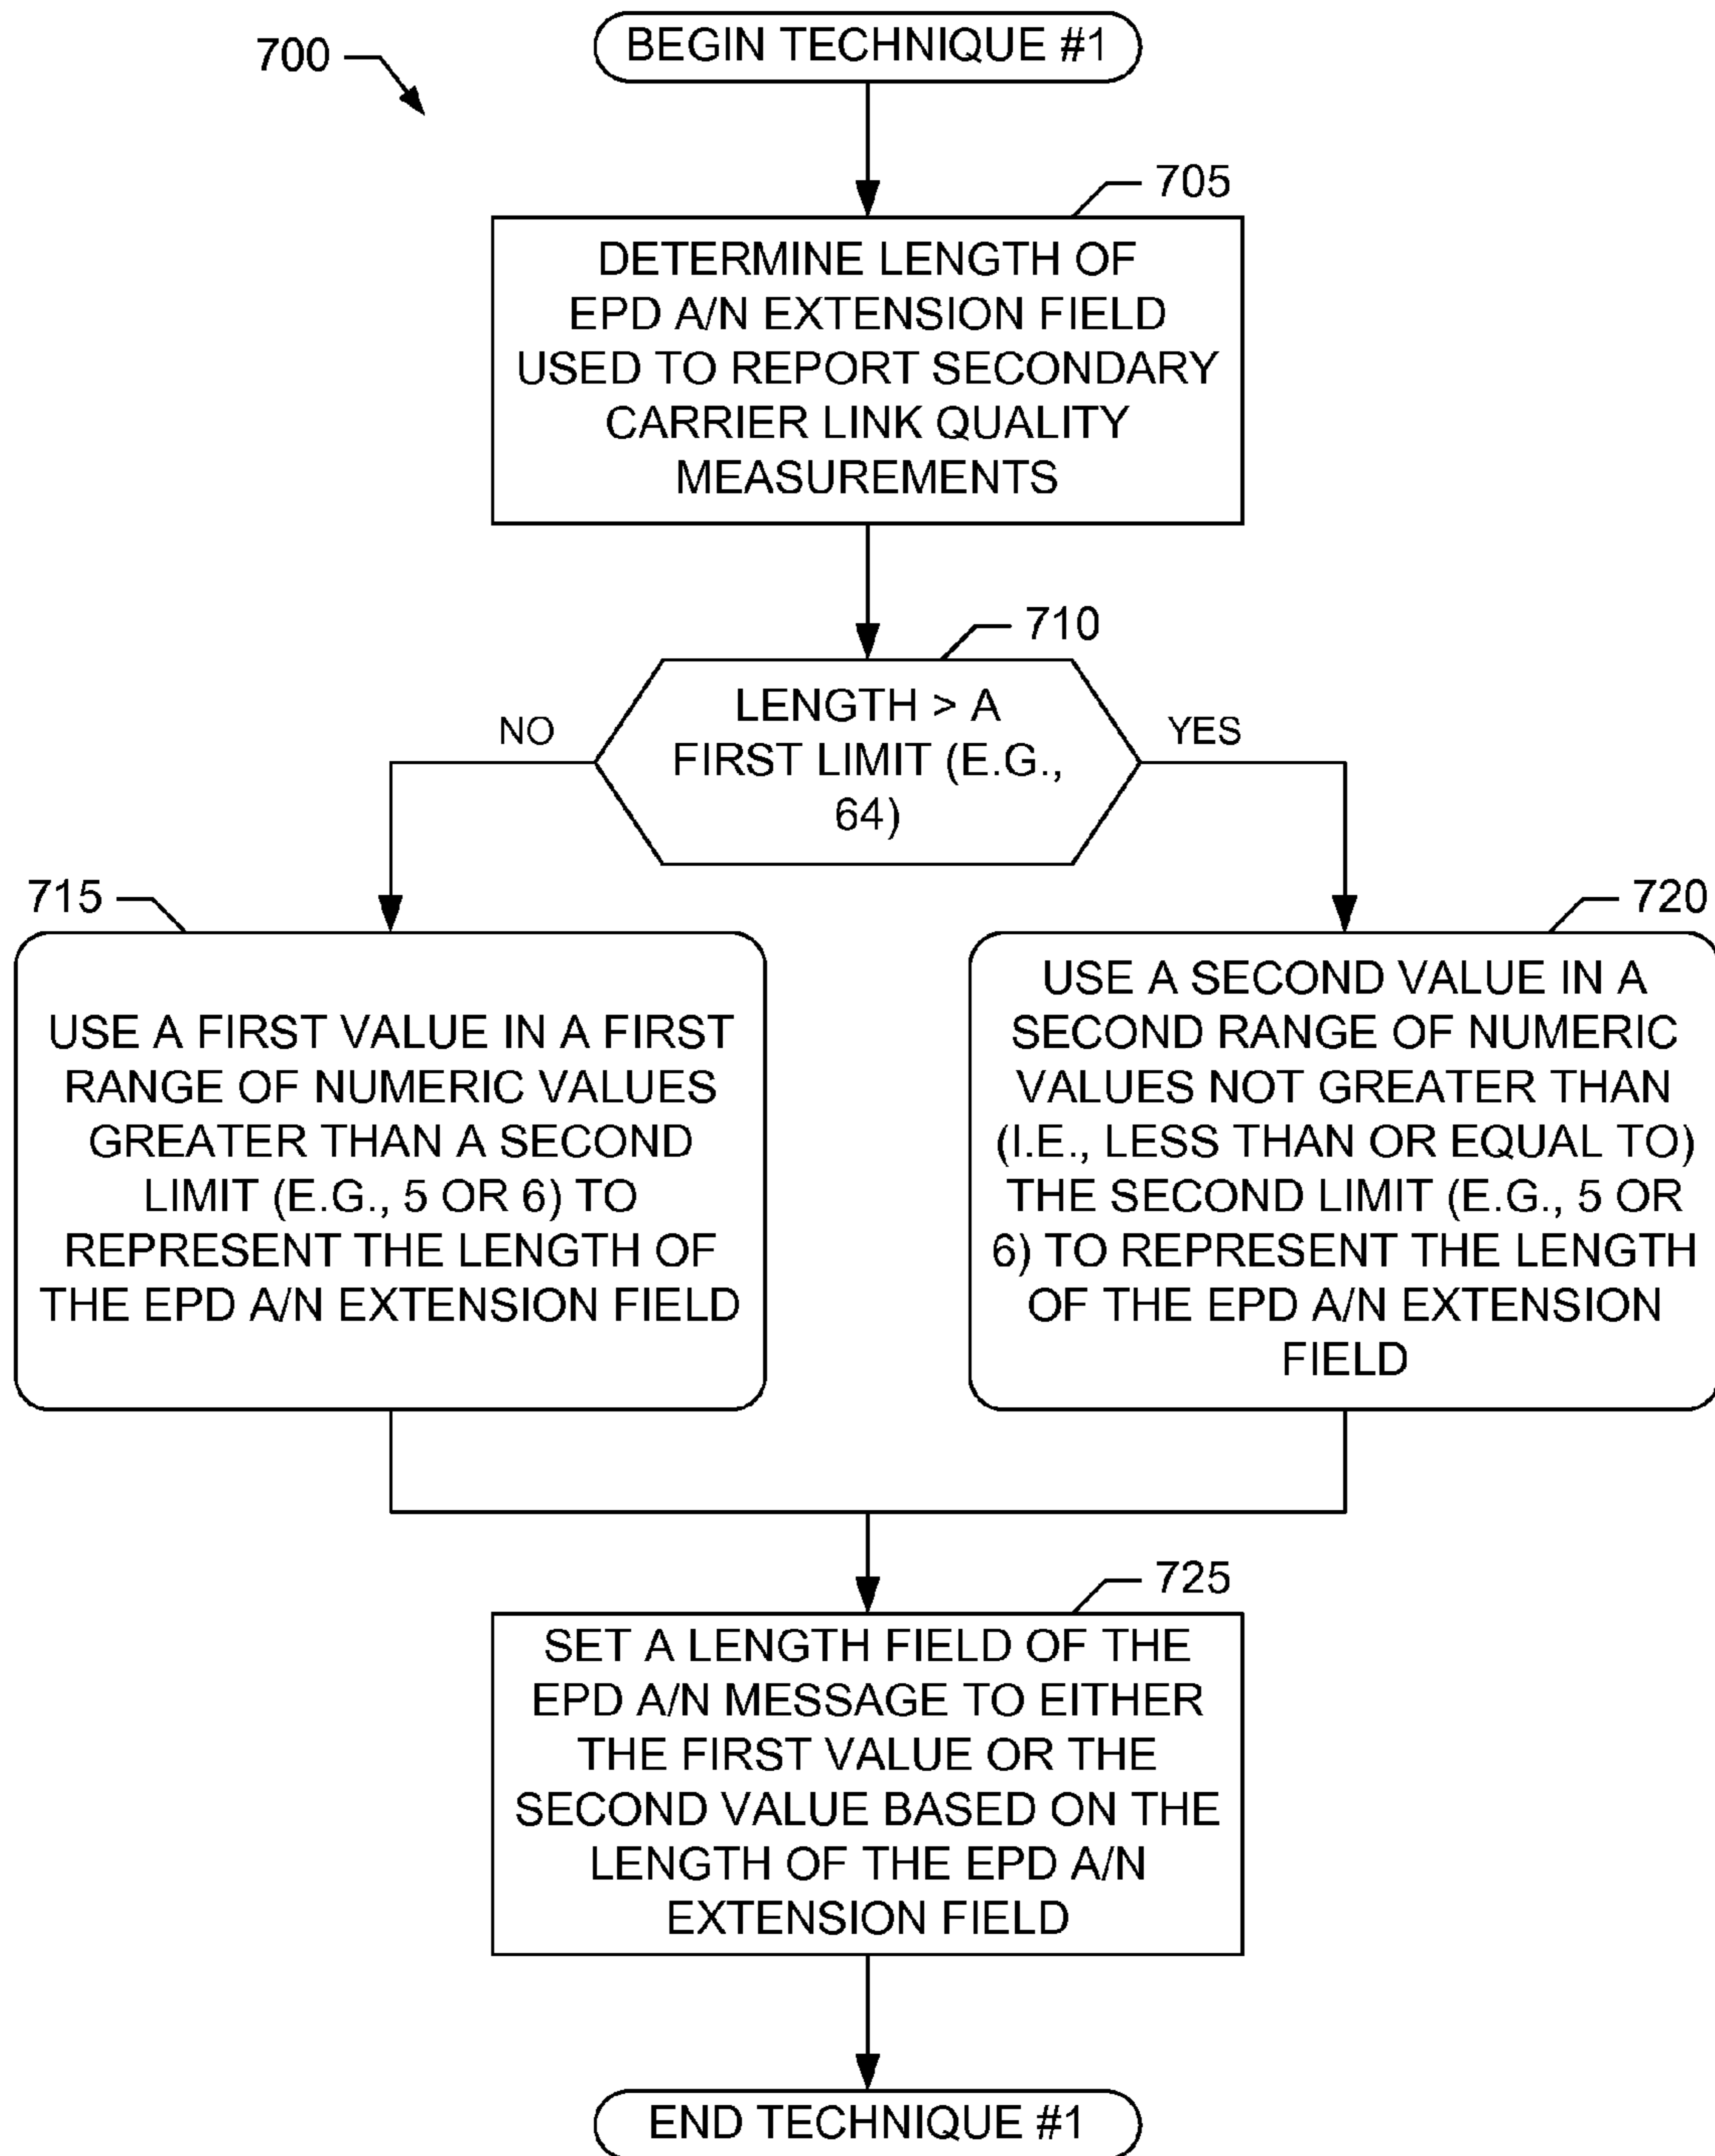 BEGIN TECHNIQUE #1
700
705
DETERMINE LENGTH OF
EPD A/N EXTENSION FIELD
USED TO REPORT SECONDARY
CARRIER LINK QUALITY
MEASUREMENTS
710
LENGTH > A
FIRST LIMIT (E.G.,
64)
NO
YES
715
USE A FIRST VALUE IN A FIRST
RANGE OF NUMERIC VALUES
GREATER THAN A SECOND
LIMIT (E.G., 5 OR 6) TO
REPRESENT THE LENGTH OF
THE EPD A/N EXTENSION FIELD
720
USE A SECOND VALUE IN A
SECOND RANGE OF NUMERIC
VALUES NOT GREATER THAN
(I.E., LESS THAN OR EQUAL TO)
THE SECOND LIMIT (E.G., 5 OR
6) TO REPRESENT THE LENGTH
OF THE EPD A/N EXTENSION
FIELD
725
SET A LENGTH FIELD OF THE
EPD A/N MESSAGE TO EITHER
THE FIRST VALUE OR THE
SECOND VALUE BASED ON THE
LENGTH OF THE EPD A/N
EXTENSION FIELD
END TECHNIQUE #1